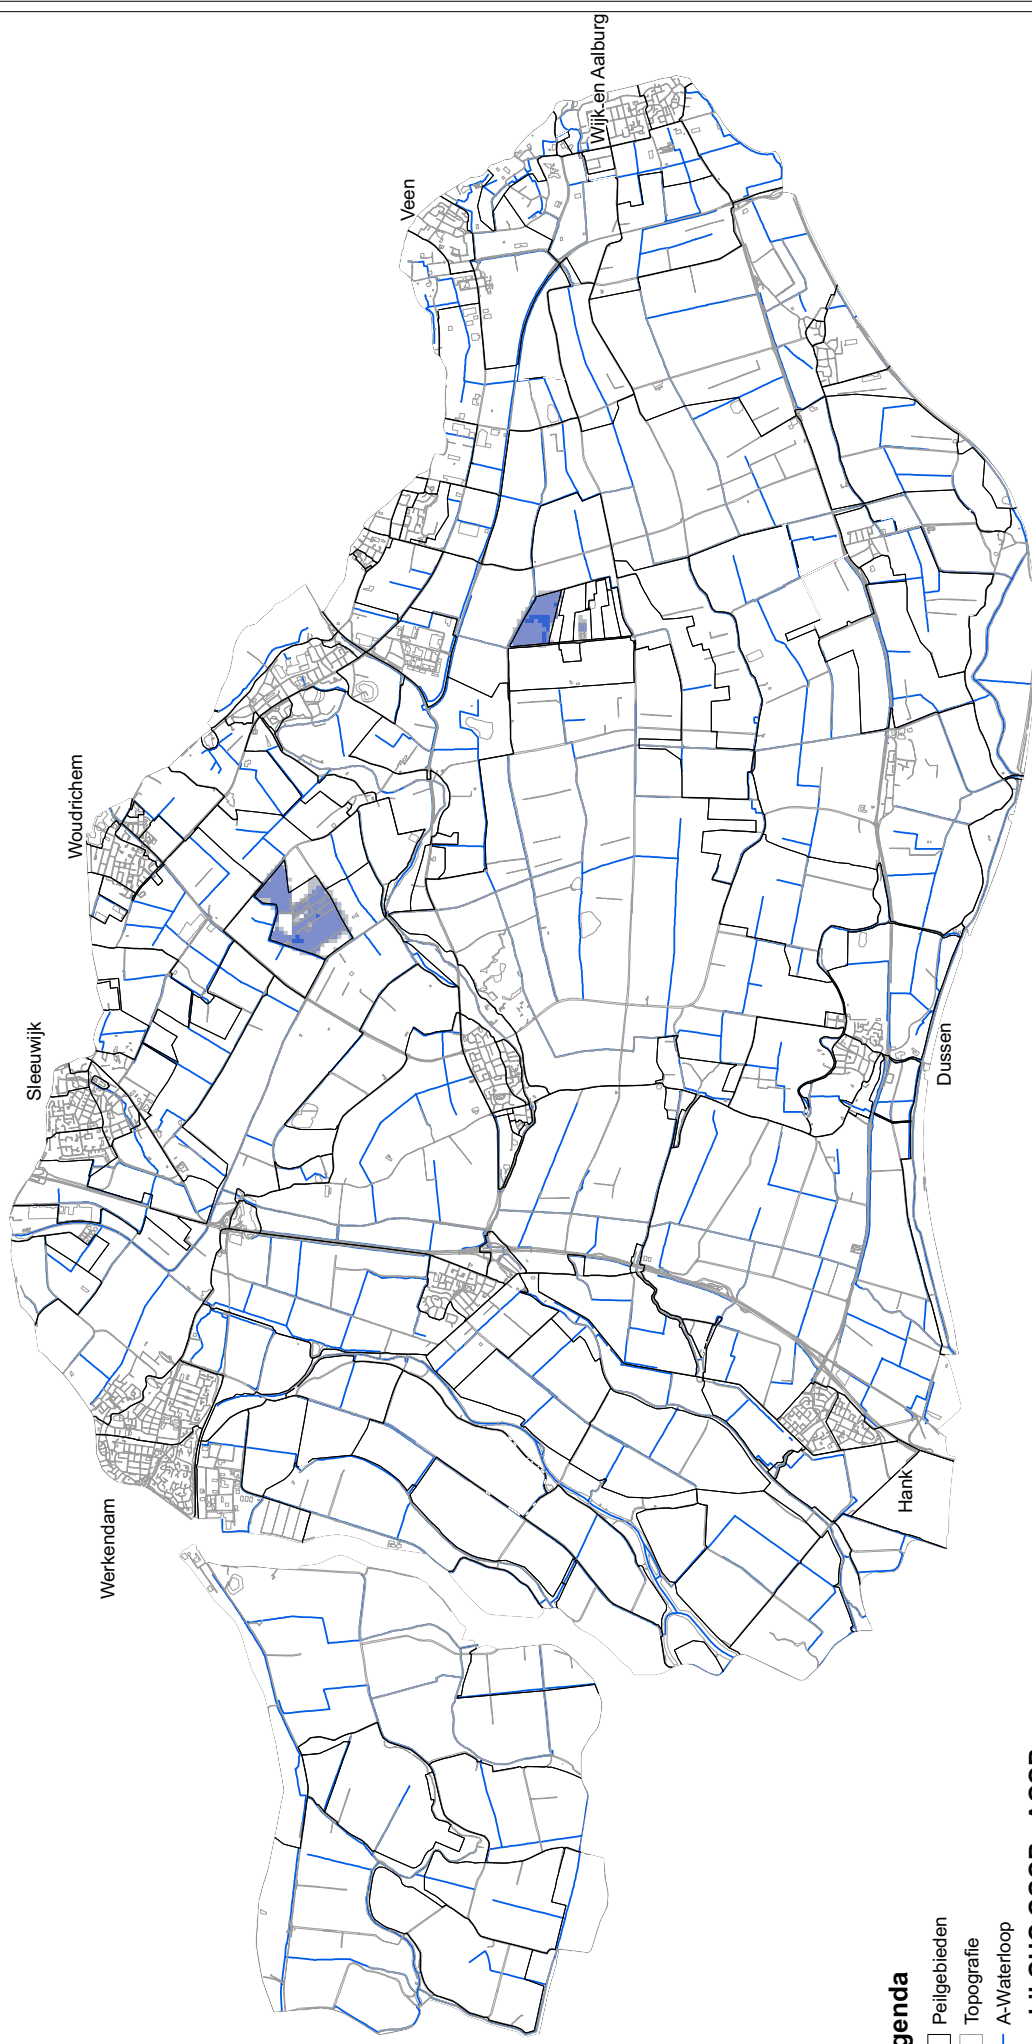 Wijk en Aalburg
Veen
Woudrichem
Sleeuwijk
Dussen
Werkendam
Hank
genda
Peilgebieden
Topografie
A-Waterloop